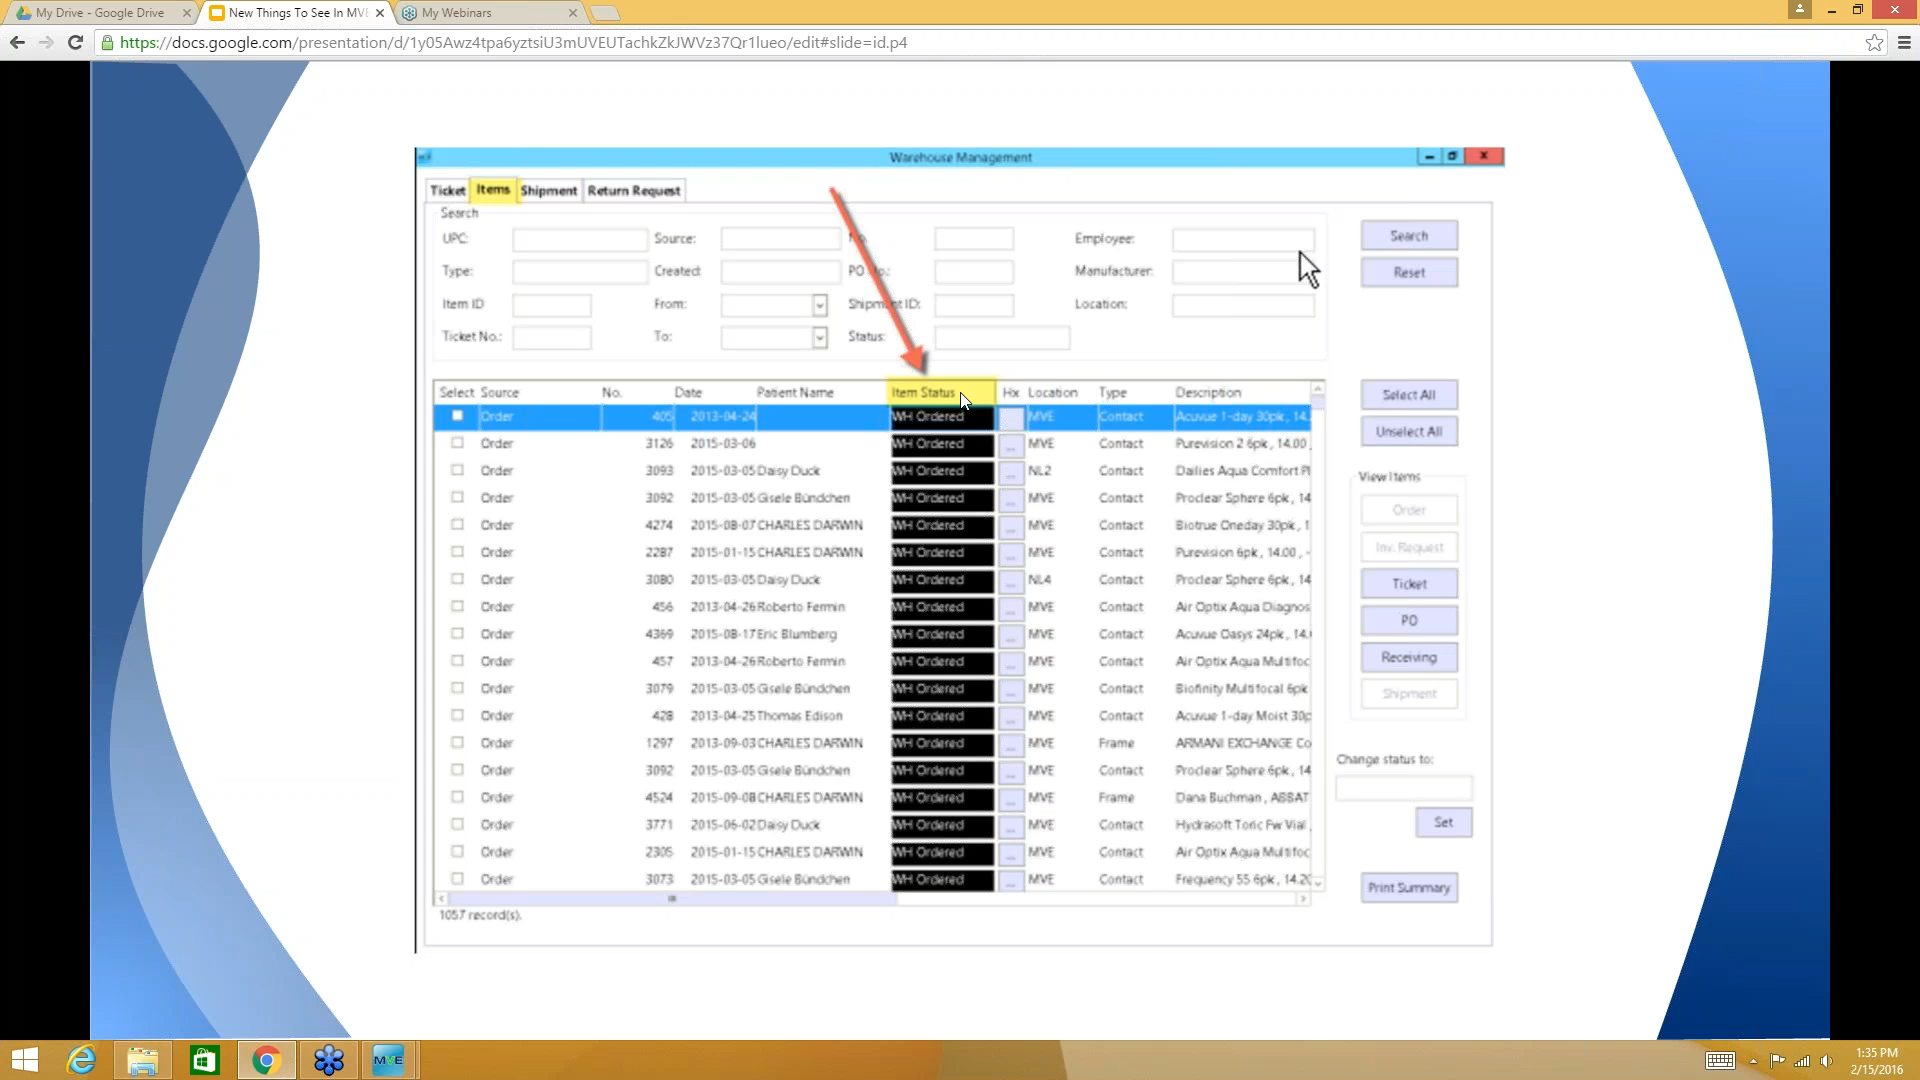 My Drive - Google Drive
New Things To See In MVE
My Webinars
https://docs.google.com/presentation/d/1y05Awz4tpa6yztsiU3mUVEUTachkZkJWVz37Qr1lueo/edit#slide=id.p4
Warehouse Management
Ticket Items Shipment Return Request
Search
UPC: Source: Employee: Search
Type: Created: PO Manufacturer: Reset
Item ID From: Shipment ID: Location:
Ticket No.: To: Status:
Select Source No. Date Patient Name Item Status Hx Location Type Description Select All
Order 405 2013-04-24 WH Ordered MVE Contact Acuvue 1-day 30pk, 14.
Unselect All
Order 3126 2015-03-06 WH Ordered ... MVE Contact Purevision 2 6pk, 14.00,
Order 3093 2015-03-05 Daisy Duck WH Ordered ... NL2 Contact Dailies Aqua Comfort Pl
View Items
Order 3092 2015-03-05 Gisele Bündchen WH Ordered ... MVE Contact Proclear Sphere 6pk, 14
Order
Order 4274 2015-08-07 CHARLES DARWIN WH Ordered ... MVE Contact Biotrue Oneday 30pk, 1
Inv. Request
Order 2287 2015-01-15 CHARLES DARWIN WH Ordered ... MVE Contact Purevision 6pk, 14.00, -
Order 3080 2015-03-05 Daisy Duck WH Ordered ... NL4 Contact Proclear Sphere 6pk, 14
Ticket
Order 456 2013-04-26 Roberto Fermin WH Ordered ... MVE Contact Air Optix Aqua Diagnos
PO
Order 4369 2015-08-17 Eric Blumberg WH Ordered ... MVE Contact Acuvue Oasys 24pk, 14.
Order 457 2013-04-26 Roberto Fermin WH Ordered ... MVE Contact Air Optix Aqua Multifoc
Receiving
Order 3079 2015-03-05 Gisele Bündchen WH Ordered ... MVE Contact Biofinity Multifocal 6pk
Shipment
Order 428 2013-04-25 Thomas Edison WH Ordered ... MVE Contact Acuvue 1-day Moist 30p
Order 1297 2013-09-03 CHARLES DARWIN WH Ordered ... MVE Frame ARMANI EXCHANGE Co
Change status to:
Order 3092 2015-03-05 Gisele Bündchen WH Ordered ... MVE Contact Proclear Sphere 6pk, 14
Order 4524 2015-09-08 CHARLES DARWIN WH Ordered ... MVE Frame Dana Buchman, ABBAT
Order 3771 2015-06-02 Daisy Duck WH Ordered ... MVE Contact Hydrasoft Toric Fw Vial,
Set
Order 2305 2015-01-15 CHARLES DARWIN WH Ordered ... MVE Contact Air Optix Aqua Multifoc
Order 3073 2015-03-05 Gisele Bündchen WH Ordered ... MVE Contact Frequency 55 6pk, 14.20
Print Summary
1057 record(s).
MVE
1:35 PM
2/15/2016